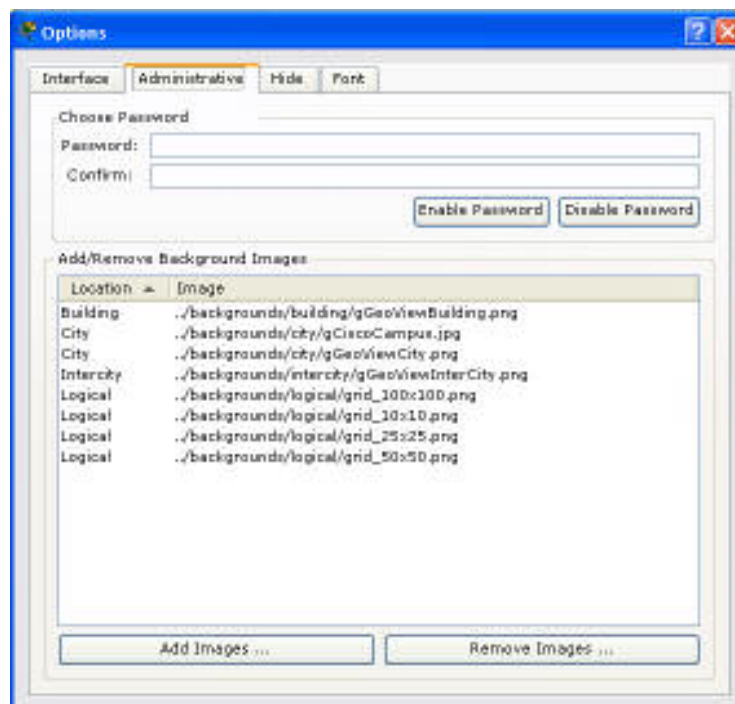 Options
Interface Administrative Hide Font
Choose Password
Password:
Confirm:
Enable Password Disable Password
Add/Remove Background Images
Location Image
Building ../backgrounds/building/gGeoViewBuilding.png
City ../backgrounds/city/gCiscoCampus.jpg
City ../backgrounds/city/gGeoViewCity.png
Intercity ../backgrounds/intercity/gGeoViewInterCity.png
Logical ../backgrounds/logical/grid_100x100.png
Logical ../backgrounds/logical/grid_10x10.png
Logical ../backgrounds/logical/grid_25x25.png
Logical ../backgrounds/logical/grid_50x50.png
Add Images ... Remove Images ...